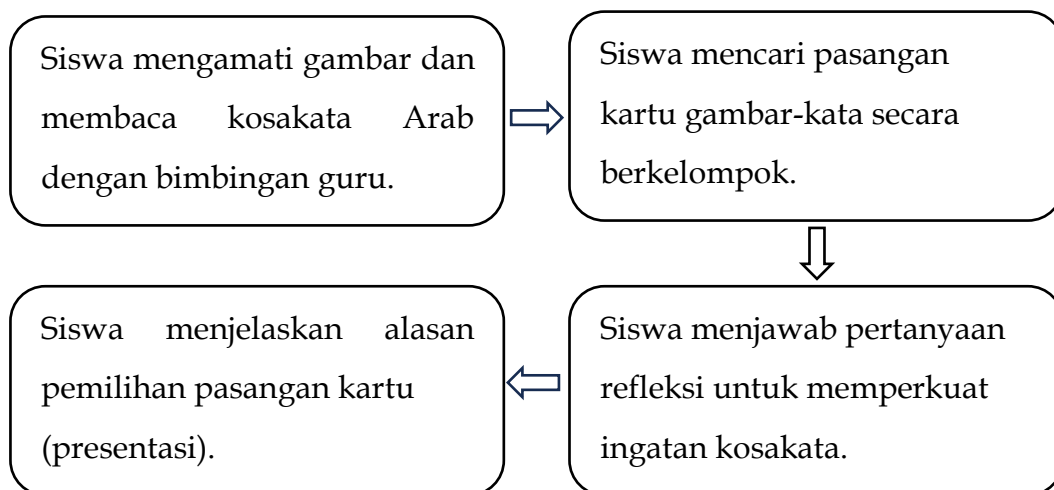 Siswa mengamati gambar dan
membaca kosakata Arab
dengan bimbingan guru.
Siswa mencari pasangan
kartu gambar-kata secara
berkelompok.
Siswa menjawab pertanyaan
refleksi untuk memperkuat
ingatan kosakata.
Siswa menjelaskan alasan
pemilihan pasangan kartu
(presentasi).